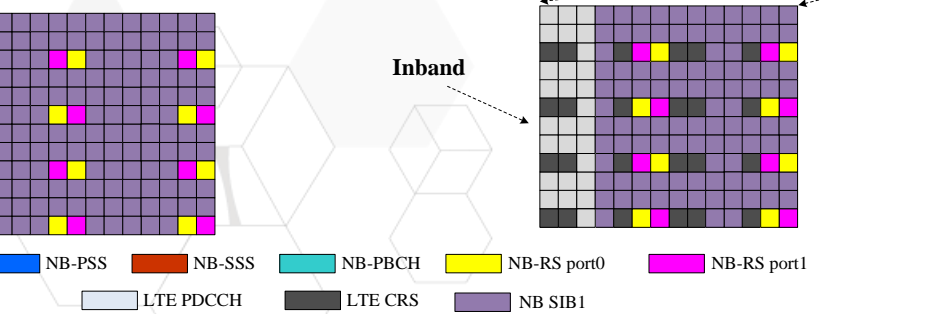 Inband
NB-PSS NB-SSS NB-PBCH NB-RS port0 NB-RS port1
LTE PDCCH LTE CRS NB SIB1